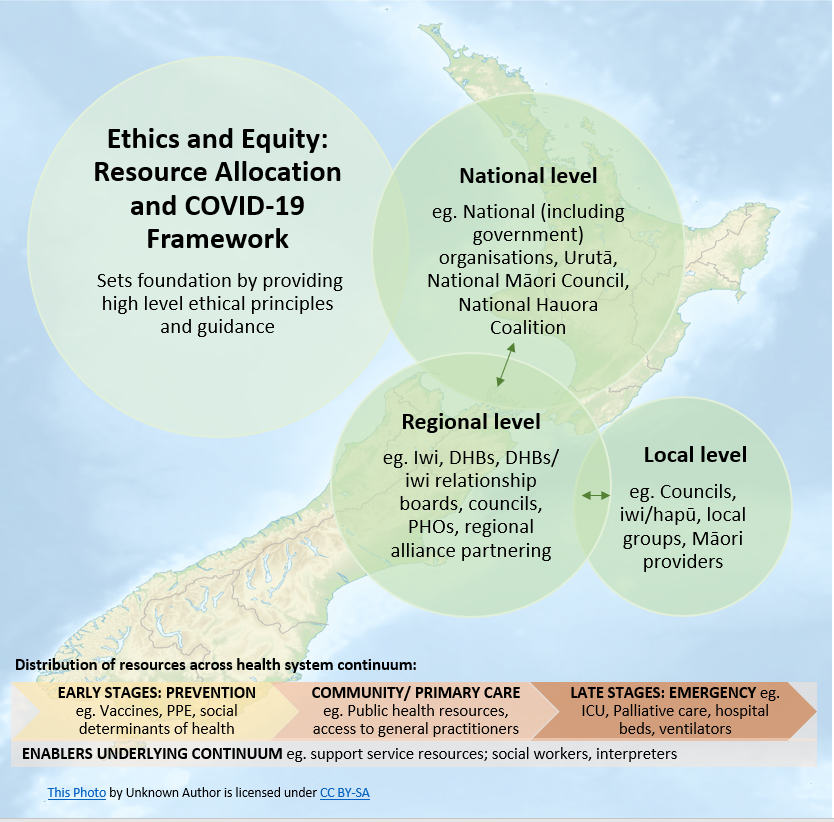 Ethics and Equity:
Resource Allocation
and COVID-19
Framework
Sets foundation by providing
high level ethical principles
and guidance
National level
eg. National (including
government)
organisations, Urutā,
National Māori Council,
National Hauora
Coalition
Regional level
eg. Iwi, DHBs, DHBs/
iwi relationship
boards, councils,
PHOs, regional
alliance partnering
Local level
eg. Councils,
iwi/hapū, local
groups, Māori
providers
Distribution of resources across health system continuum:
EARLY STAGES: PREVENTION
eg. Vaccines, PPE, social
determinants of health
COMMUNITY/ PRIMARY CARE
eg. Public health resources,
access to general practitioners
LATE STAGES: EMERGENCY eg.
ICU, Palliative care, hospital
beds, ventilators
ENABLERS UNDERLYING CONTINUUM eg. support service resources; social workers, interpreters
This Photo by Unknown Author is licensed under CC BY-SA